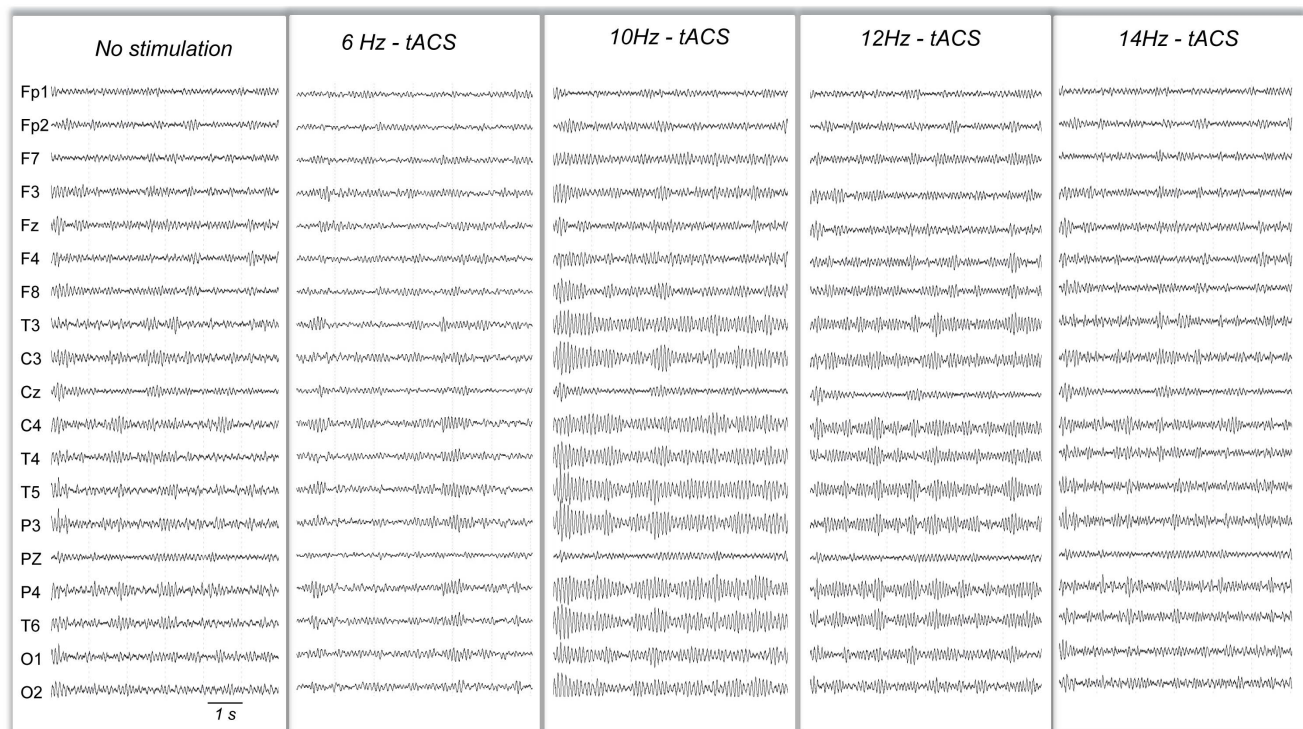 No stimulation
6 Hz - tACS
10Hz - tACS
12Hz - tACS
14Hz - tACS
Fp1
Fp2
F7
F3
Fz
F4
F8
T3
C3
Cz
C4
T4
T5
P3
PZ
P4
T6
O1
O2
1 s